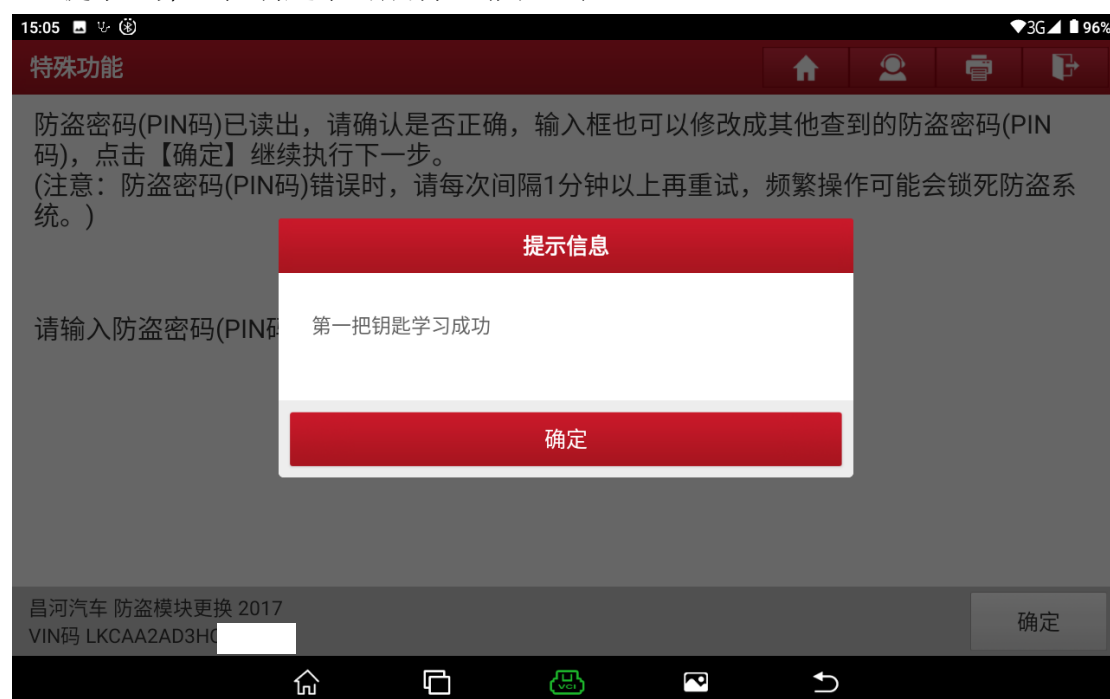 15:05
3G
96%
特殊功能
防盗密码(PIN码)已读出，请确认是否正确，输入框也可以修改成其他查到的防盗密码(PIN
码)，点击【确定】继续执行下一步。
(注意：防盗密码(PIN码)错误时，请每次间隔1分钟以上再重试，频繁操作可能会锁死防盗系
统。)
提示信息
请输入防盗密码(PIN
第一把钥匙学习成功
确定
昌河汽车 防盗模块更换 2017
VIN码 LKCAA2AD3H
确定
VCI